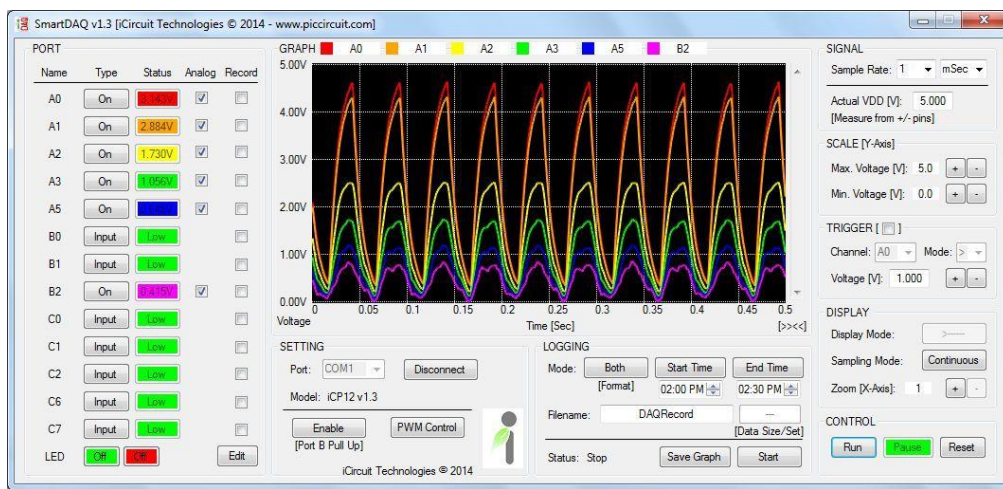 SmartDAQ v1.3 [iCircuit Technologies © 2014 - www.piccircuit.com]
PORT
Name Type Status Analog Record
A0 On 3.143V
A1 On 2.884V
A2 On 1.730V
A3 On 1.056V
A5 On
B0 Input Low
B1 Input Low
B2 On 0.415V
C0 Input Low
C1 Input Low
C2 Input Low
C6 Input Low
C7 Input Low
LED Off Off Edit
GRAPH A0 A1 A2 A3 A5 B2
5.00V
4.00V
3.00V
2.00V
1.00V
0.00V
0 0.05 0.1 0.15 0.2 0.25 0.3 0.35 0.4 0.45 0.5
Voltage Time [Sec] [>><<]
SETTING
Port: COM1 Disconnect
Model: iCP12 v1.3
Enable PWM Control
[Port B Pull Up]
iCircuit Technologies © 2014
LOGGING
Mode: Both Start Time End Time
[Format] 02:00 PM 02:30 PM
Filename: DAQRecord ---
[Data Size/Set]
Status: Stop Save Graph Start
SIGNAL
Sample Rate: 1 mSec
Actual VDD [V]: 5.000
[Measure from +/- pins]
SCALE [Y-Axis]
Max. Voltage [V]: 5.0 + -
Min. Voltage [V]: 0.0 + -
TRIGGER [ ]
Channel: A0 Mode: >
Voltage [V]: 1.000 + -
DISPLAY
Display Mode: >-----
Sampling Mode: Continuous
Zoom [X-Axis]: 1 + -
CONTROL
Run Pause Reset